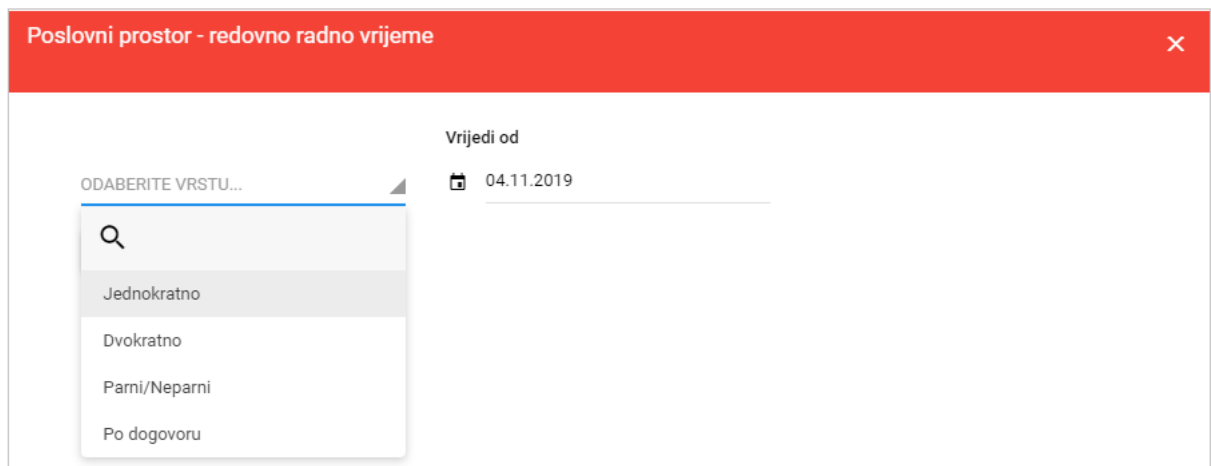 Poslovni prostor - redovno radno vrijeme
Vrijedi od
ODABERITE VRSTU...
04.11.2019
Jednokratno
Dvokratno
Parni/Neparni
Po dogovoru